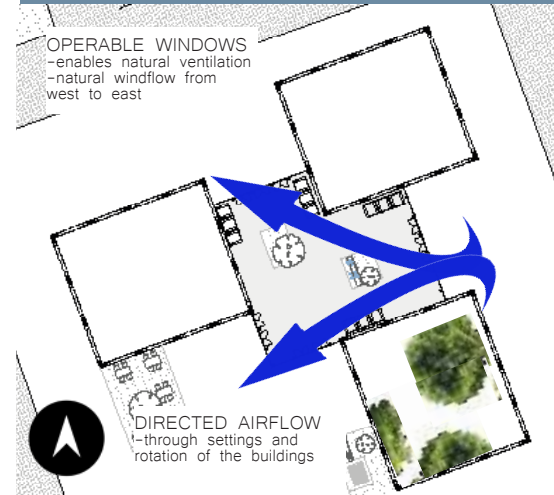 OPERABLE WINDOWS
-enables natural ventilation
-natural windflow from
west to east
DIRECTED AIRFLOW
-through settings and
rotation of the buildings